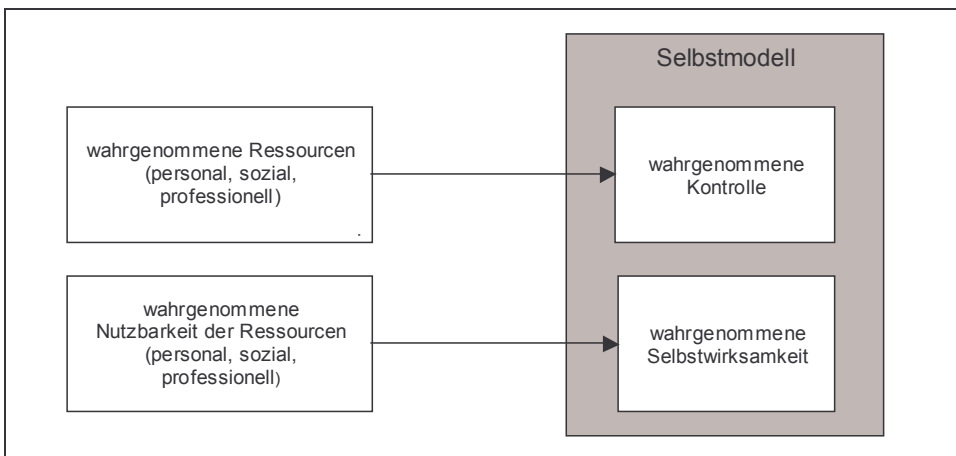 Selbstmodell
wahrgenommene Ressourcen
(personal, sozial,
professionell)
.
wahrgenommene
Kontrolle
wahrgenommene
Nutzbarkeit der Ressourcen
(personal, sozial,
professionell)
wahrgenommene
Selbstwirksamkeit